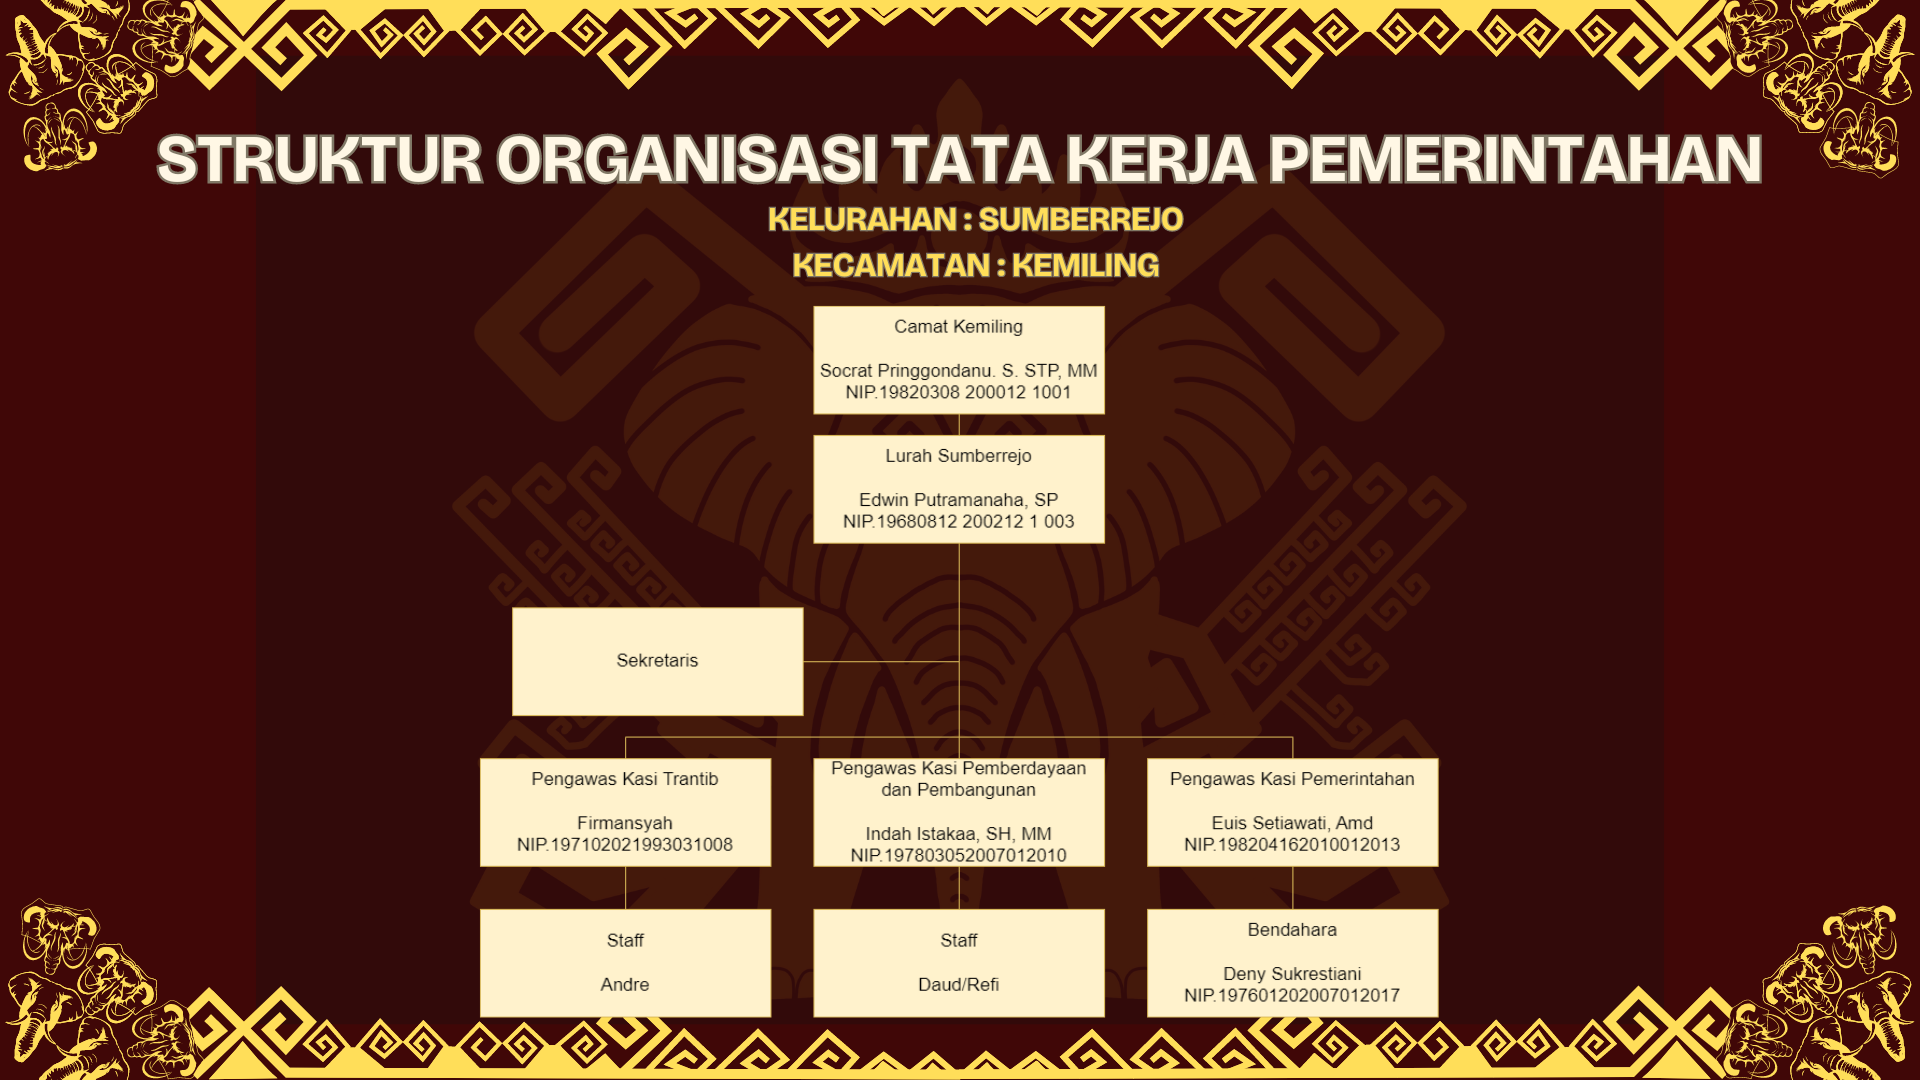 STRUKTUR ORGANISASI TATA KERJA PEMERINTAHAN
KELURAHAN : SUMBERREJO
KECAMATAN : KEMILING
Camat Kemiling
Socrat Pringgondanu. S. STP, MM
NIP.19820308 200012 1001
Lurah Sumberrejo
Edwin Putramanaha, SP
NIP.19680812 200212 1 003
Sekretaris
Pengawas Kasi Trantib
Firmansyah
NIP.197102021993031008
Pengawas Kasi Pemberdayaan
dan Pembangunan
Indah Istakaa, SH, MM
NIP.197803052007012010
Pengawas Kasi Pemerintahan
Euis Setiawati, Amd
NIP.198204162010012013
Staff
Andre
Staff
Daud/Refi
Bendahara
Deny Sukrestiani
NIP.197601202007012017